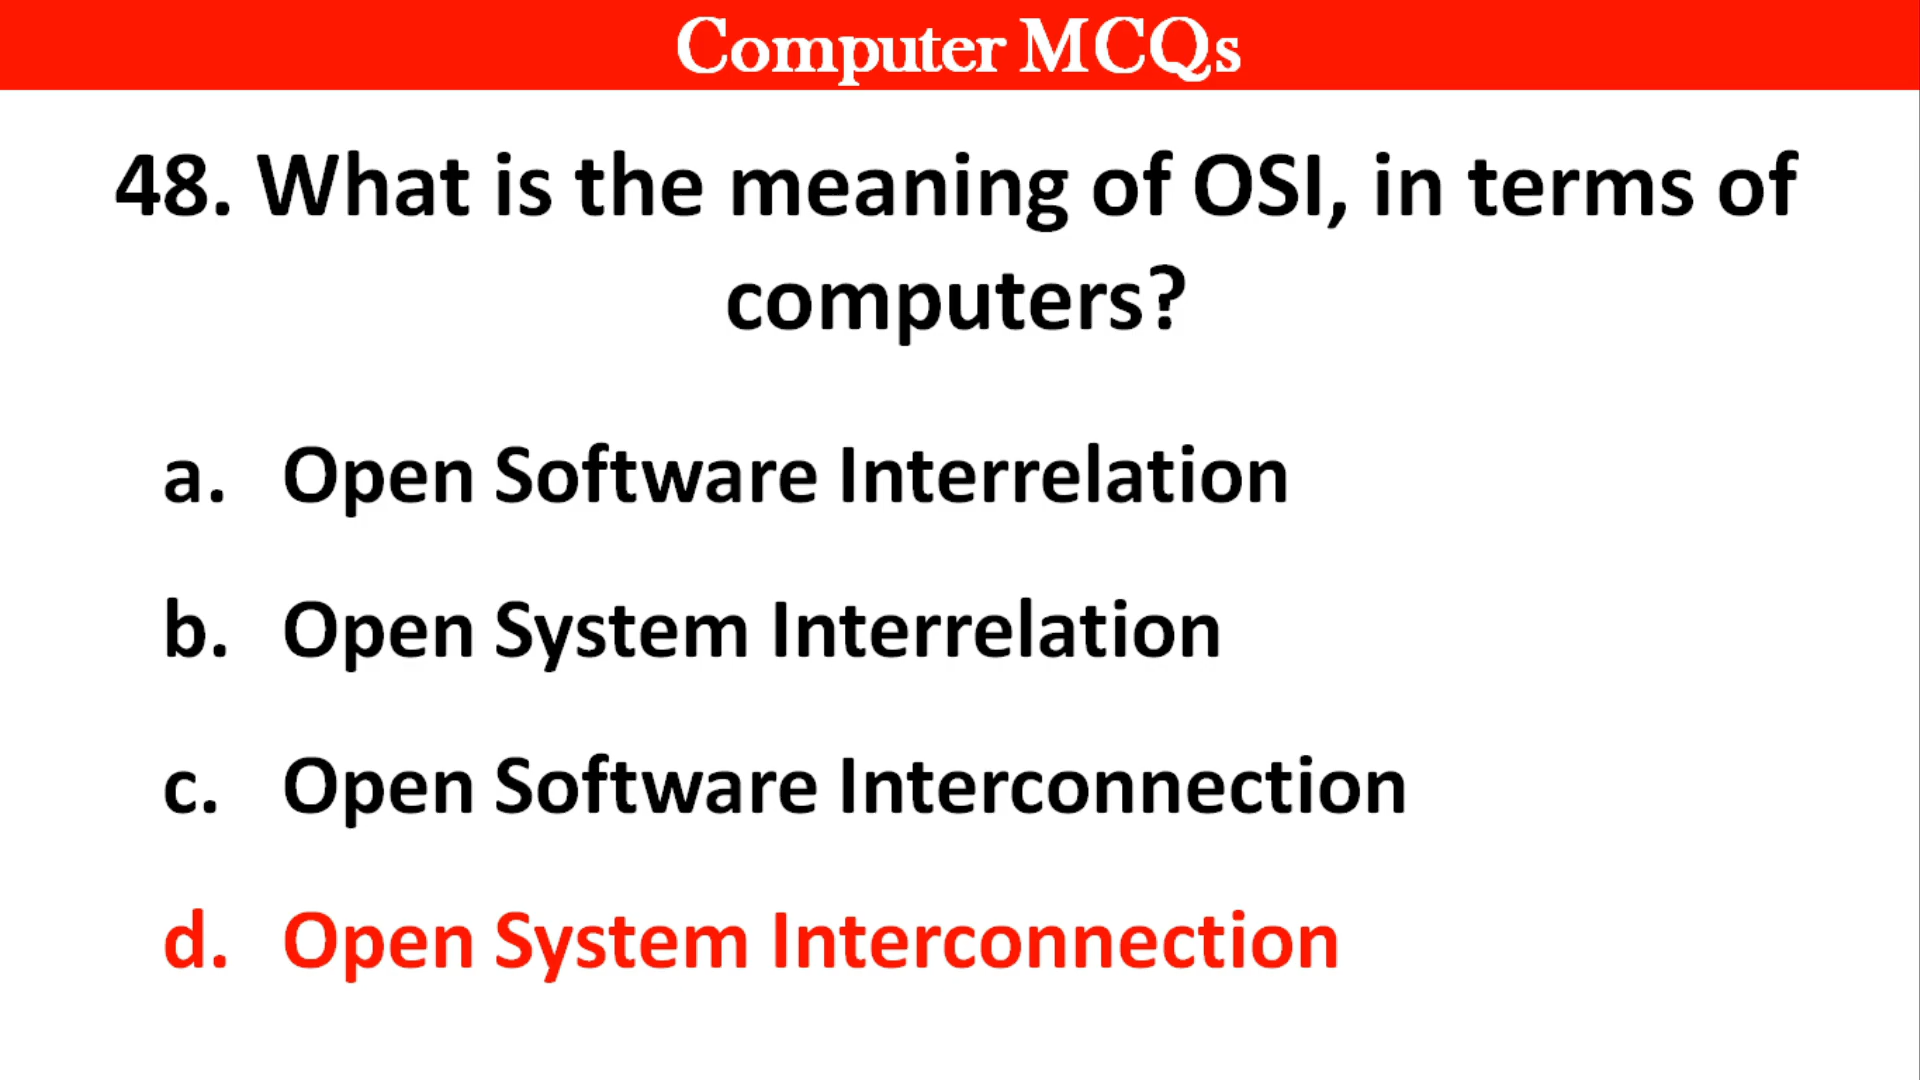 Computer MCQs
48. What is the meaning of OSI, in terms of
computers?
a. Open Software Interrelation
b. Open System Interrelation
c. Open Software Interconnection
d. Open System Interconnection